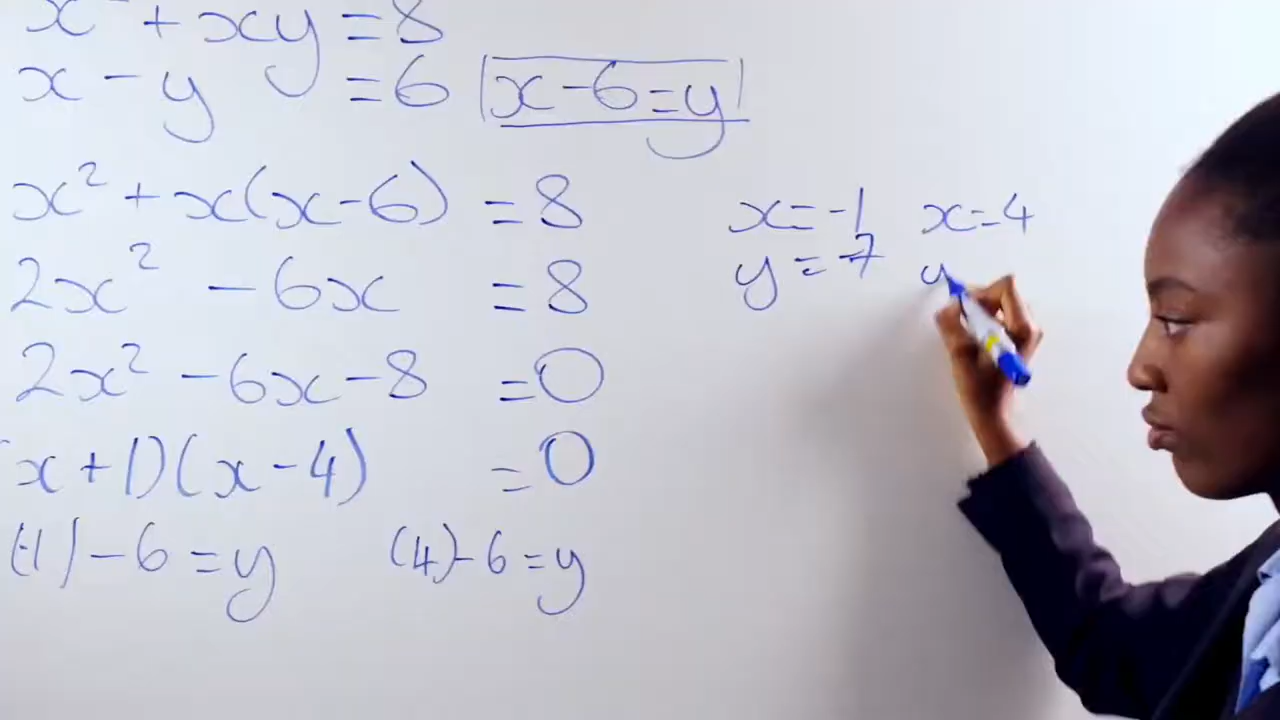 x² + xy = 8
x - y = 6 x - 6 = y
x² + x(x - 6) = 8
2x² - 6x = 8
2x² - 6x - 8 = 0
x + 1)(x - 4) = 0
(-1) - 6 = y (4) - 6 = y
x = -1 x = 4
y = -7 y